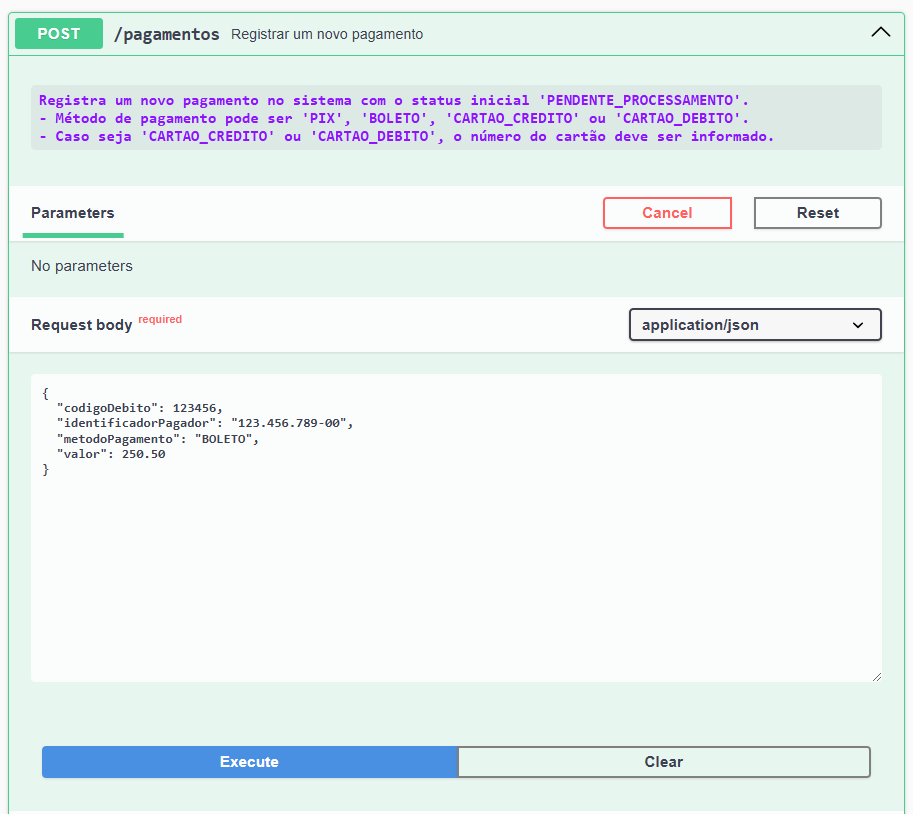 POST /pagamentos Registrar um novo pagamento
Registra um novo pagamento no sistema com o status inicial 'PENDENTE_PROCESSAMENTO'.
- Método de pagamento pode ser 'PIX', 'BOLETO', 'CARTAO_CREDITO' ou 'CARTAO_DEBITO'.
- Caso seja 'CARTAO_CREDITO' ou 'CARTAO_DEBITO', o número do cartão deve ser informado.
Parameters Cancel Reset
No parameters
Request body required application/json
{
  "codigoDebito": 123456,
  "identificadorPagador": "123.456.789-00",
  "metodoPagamento": "BOLETO",
  "valor": 250.50
}
Execute Clear